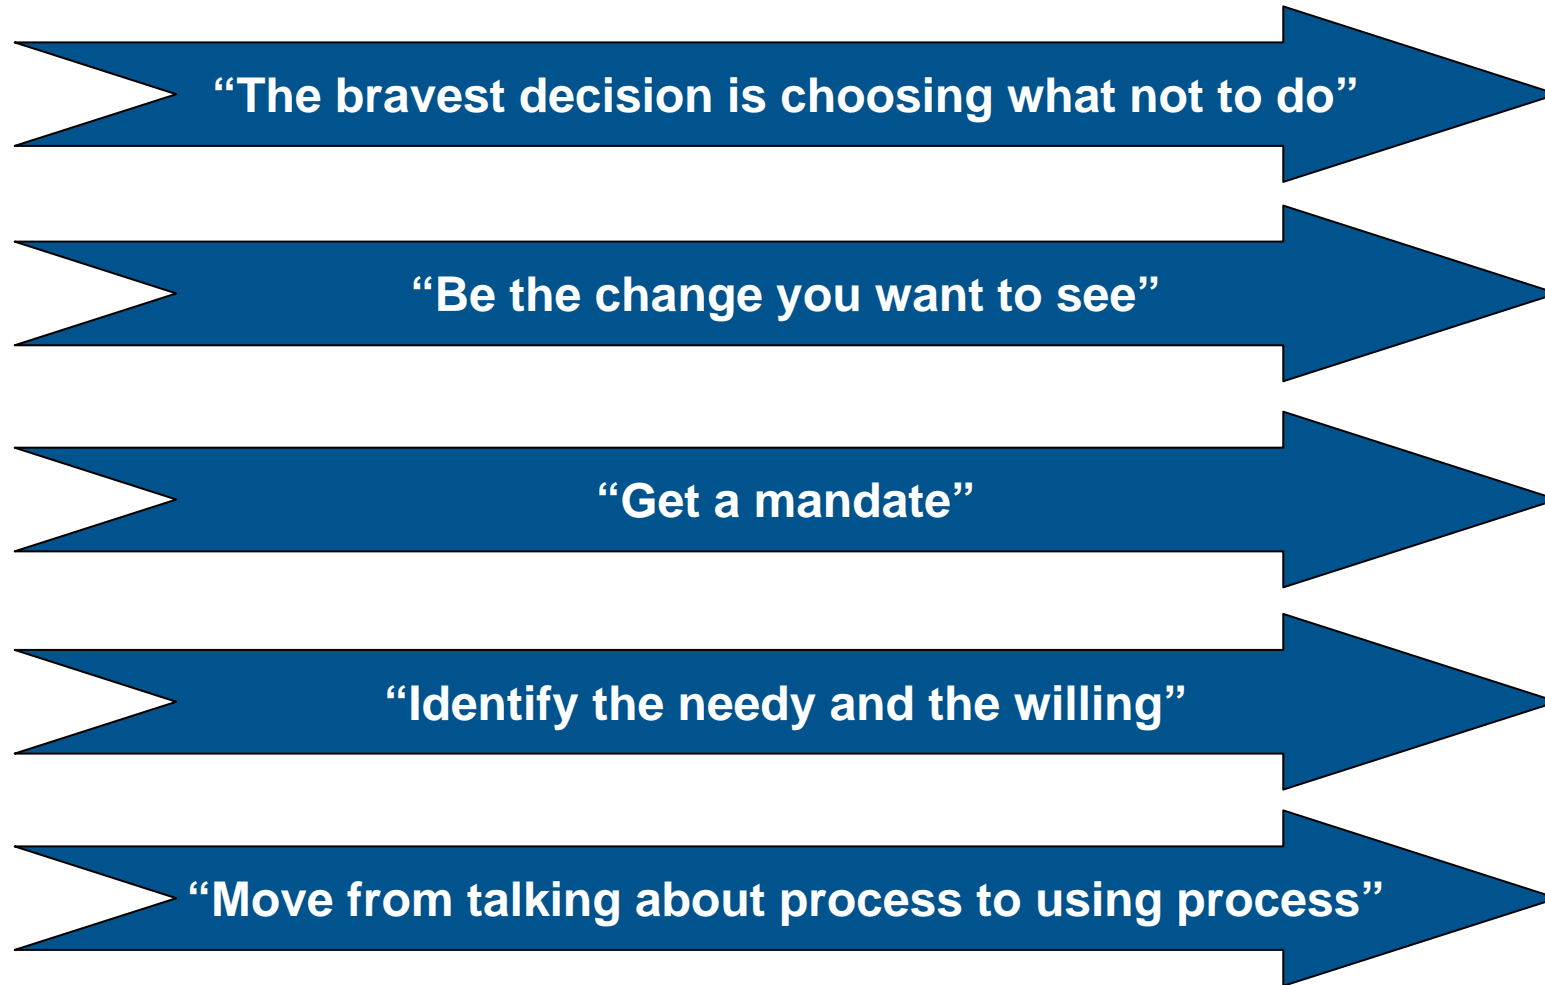 “The bravest decision is choosing what not to do”
“Be the change you want to see”
“Get a mandate”
“Identify the needy and the willing”
“Move from talking about process to using process”